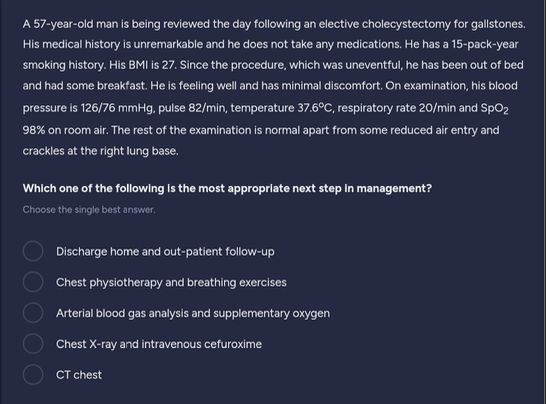 A 57-year-old man is being reviewed the day following an elective cholecystectomy for gallstones.
His medical history is unremarkable and he does not take any medications. He has a 15-pack-year
smoking history. His BMI is 27. Since the procedure, which was uneventful, he has been out of bed
and had some breakfast. He is feeling well and has minimal discomfort. On examination, his blood
pressure is 126/76 mmHg, pulse 82/min, temperature 37.6ºC, respiratory rate 20/min and SpO₂
98% on room air. The rest of the examination is normal apart from some reduced air entry and
crackles at the right lung base.
Which one of the following is the most appropriate next step in management?
Choose the single best answer.
Discharge home and out-patient follow-up
Chest physiotherapy and breathing exercises
Arterial blood gas analysis and supplementary oxygen
Chest X-ray and intravenous cefuroxime
CT chest